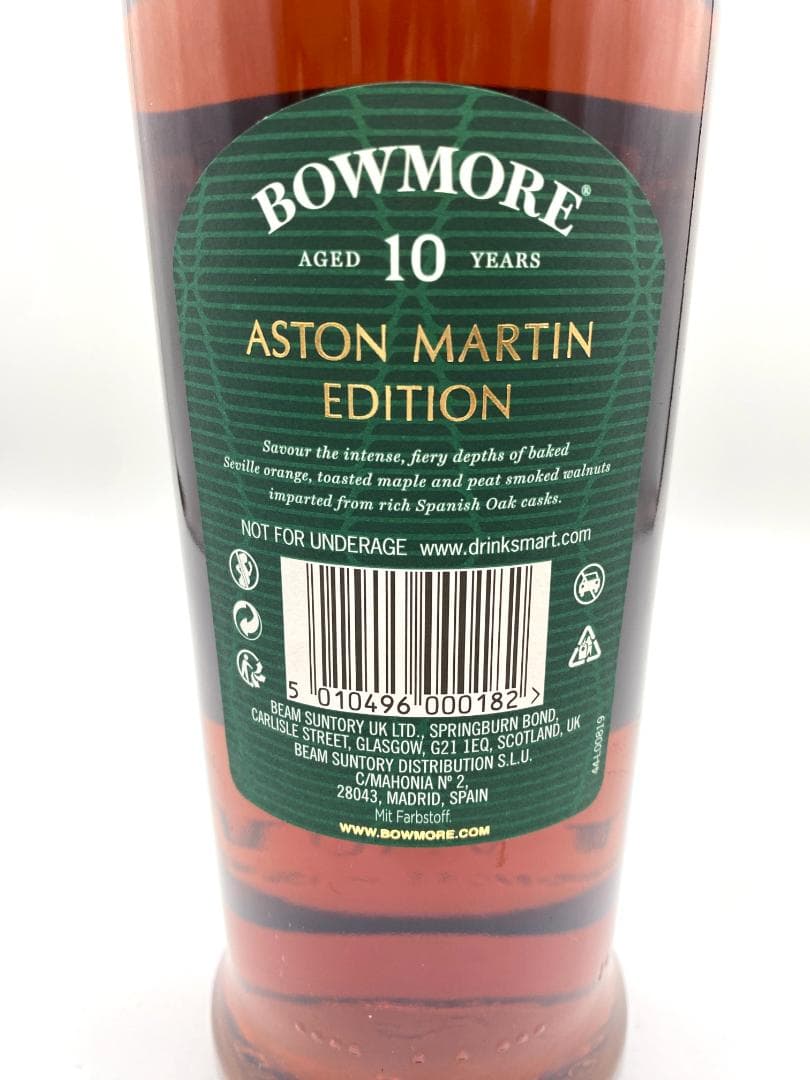 BOWMORE®
AGED 10 YEARS
ASTON MARTIN
EDITION
Savour the intense, fiery depths of baked
Seville orange, toasted maple and peat smoked walnuts
imparted from rich Spanish Oak casks.
NOT FOR UNDERAGE www.drinksmart.com
5 010496 000182 >
BEAM SUNTORY UK LTD., SPRINGBURN BOND,
CARLISLE STREET, GLASGOW, G21 1EQ, SCOTLAND, UK
BEAM SUNTORY DISTRIBUTION S.L.U.
C/MAHONIA Nº 2,
28043, MADRID, SPAIN
Mit Farbstoff.
WWW.BOWMORE.COM